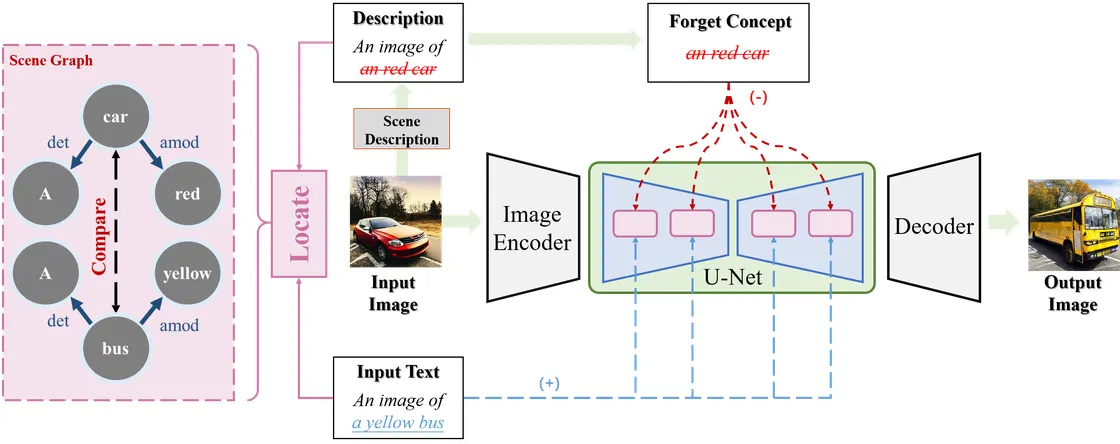 Scene Graph
car
det
amod
A
red
Compare
A
yellow
det
amod
bus
Locate
Description
An image of
an red car
Scene
Description
Input
Image
Input Text
An image of
a yellow bus
Forget Concept
an red car
(-)
(+)
Image
Encoder
U-Net
Decoder
Output
Image